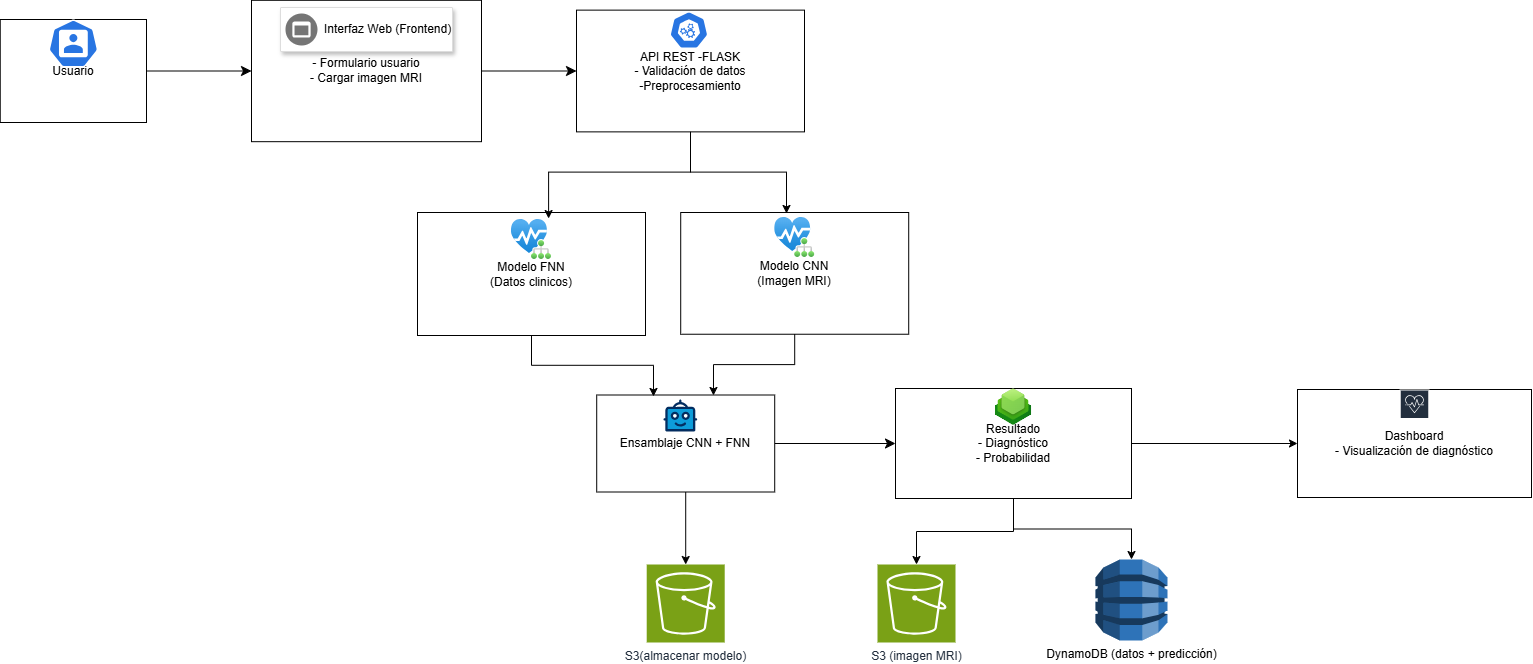 Usuario
Interfaz Web (Frontend)
- Formulario usuario
- Cargar imagen MRI
API REST -FLASK
- Validación de datos
-Preprocesamiento
Modelo FNN
(Datos clinicos)
Modelo CNN
(Imagen MRI)
Ensamblaje CNN + FNN
Resultado
- Diagnóstico
- Probabilidad
Dashboard
- Visualización de diagnóstico
S3(almacenar modelo)
S3 (imagen MRI)
DynamoDB (datos + predicción)